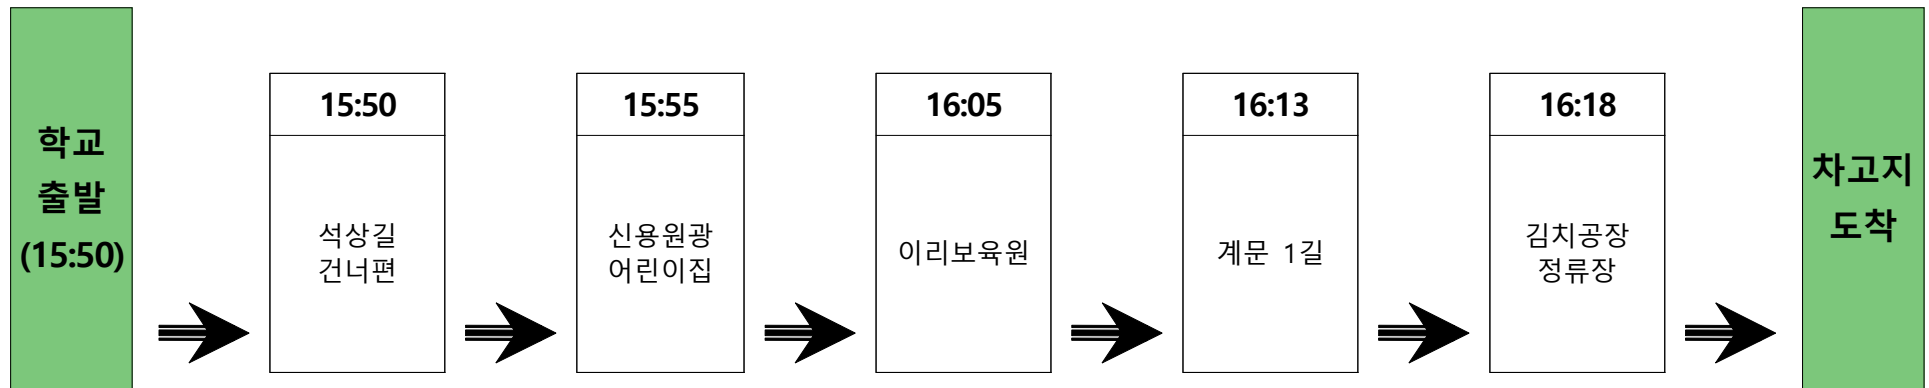 학교
출발
(15:50)
15:50
석상길
건너편
15:55
신용원광
어린이집
16:05
이리보육원
16:13
계문 1길
16:18
김치공장
정류장
차고지
도착